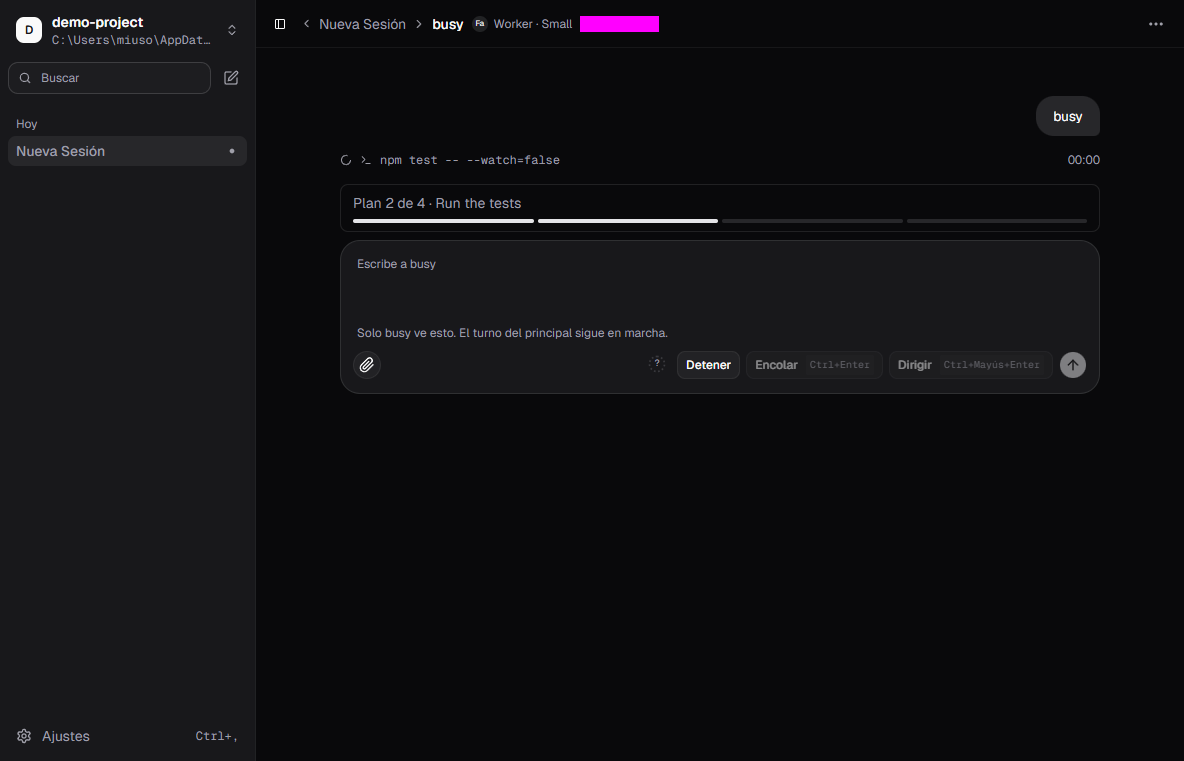 D
demo-project
C:\Users\miuso\AppDat…
Buscar
Hoy
Nueva Sesión
Ajustes
Ctrl+,
Nueva Sesión
busy
Fa
Worker · Small
busy
npm test -- --watch=false
00:00
Plan 2 de 4 · Run the tests
Escribe a busy
Solo busy ve esto. El turno del principal sigue en marcha.
?
Detener
Encolar Ctrl+Enter
Dirigir Ctrl+Mayús+Enter